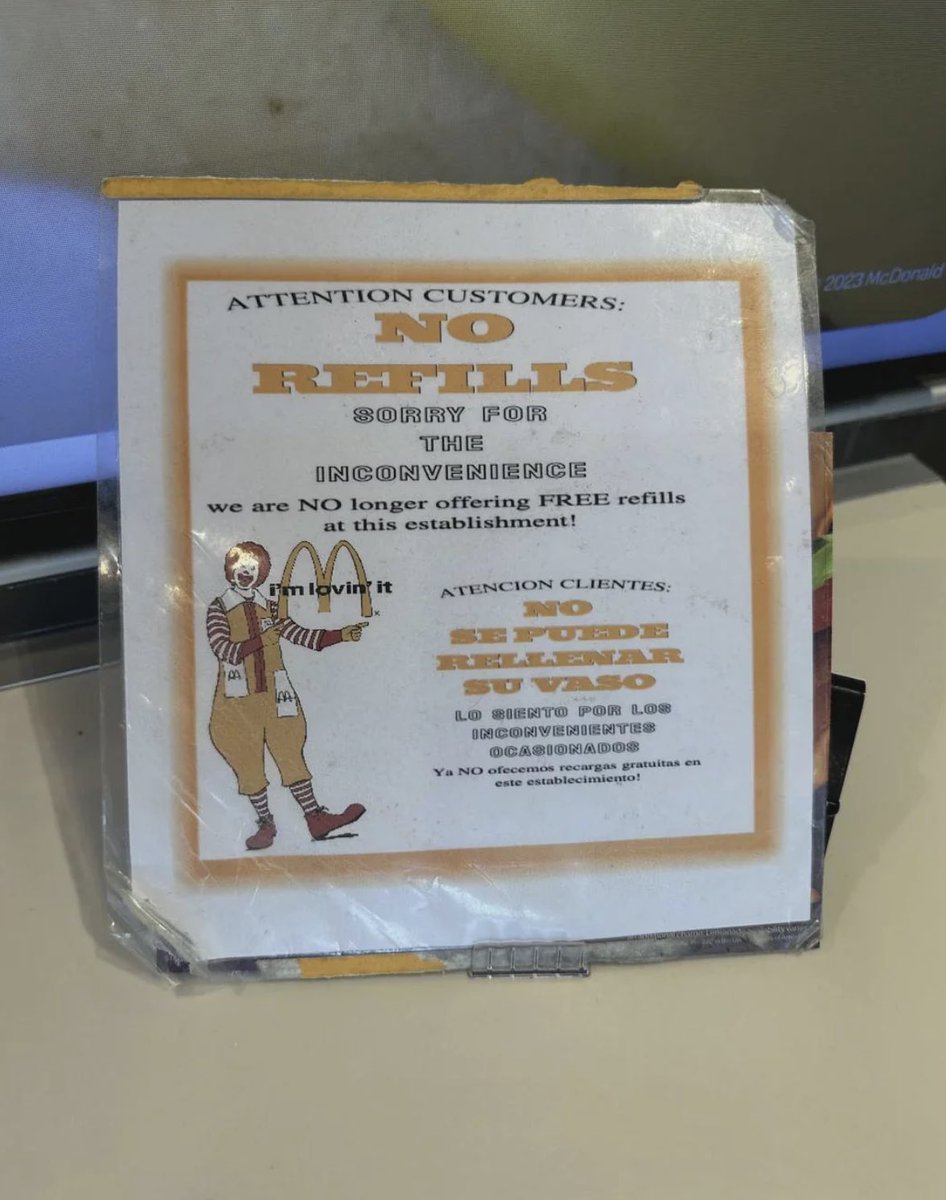 2023 McDonald
ATTENTION CUSTOMERS:
NO
REFILLS
SORRY FOR
THE
INCONVENIENCE
we are NO longer offering FREE refills
at this establishment!
i'm lovin' it
ATENCION CLIENTES:
NO
SE PUEDE
RELLENAR
SU VASO
LO SIENTO POR LOS
INCONVENIENTES
OCASIONADOS
Ya NO ofecemos recargas gratuitas en
este establecimiento!